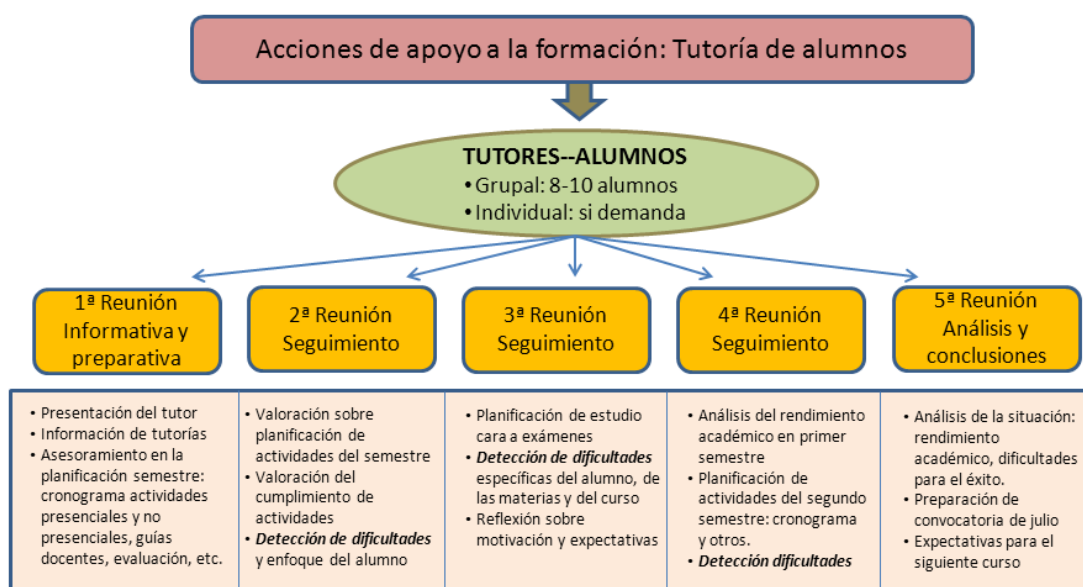 Acciones de apoyo a la formación: Tutoría de alumnos
TUTORES--ALUMNOS
• Grupal: 8-10 alumnos
• Individual: si demanda
1ª Reunión
Informativa y
preparativa
2ª Reunión
Seguimiento
3ª Reunión
Seguimiento
4ª Reunión
Seguimiento
5ª Reunión
Análisis y
conclusiones
• Presentación del tutor
• Información de tutorías
• Asesoramiento en la
planificación semestre:
cronograma actividades
presenciales y no
presenciales, guías
docentes, evaluación, etc.
• Valoración sobre
planificación de
actividades del semestre
• Valoración del
cumplimiento de
actividades
• Detección de dificultades
y enfoque del alumno
• Planificación de estudio
cara a exámenes
• Detección de dificultades
específicas del alumno, de
las materias y del curso
• Reflexión sobre
motivación y expectativas
• Análisis del rendimiento
académico en primer
semestre
• Planificación de
actividades del segundo
semestre: cronograma
y otros.
• Detección dificultades
• Análisis de la situación:
rendimiento
académico, dificultades
para el éxito.
• Preparación de
convocatoria de julio
• Expectativas para el
siguiente curso